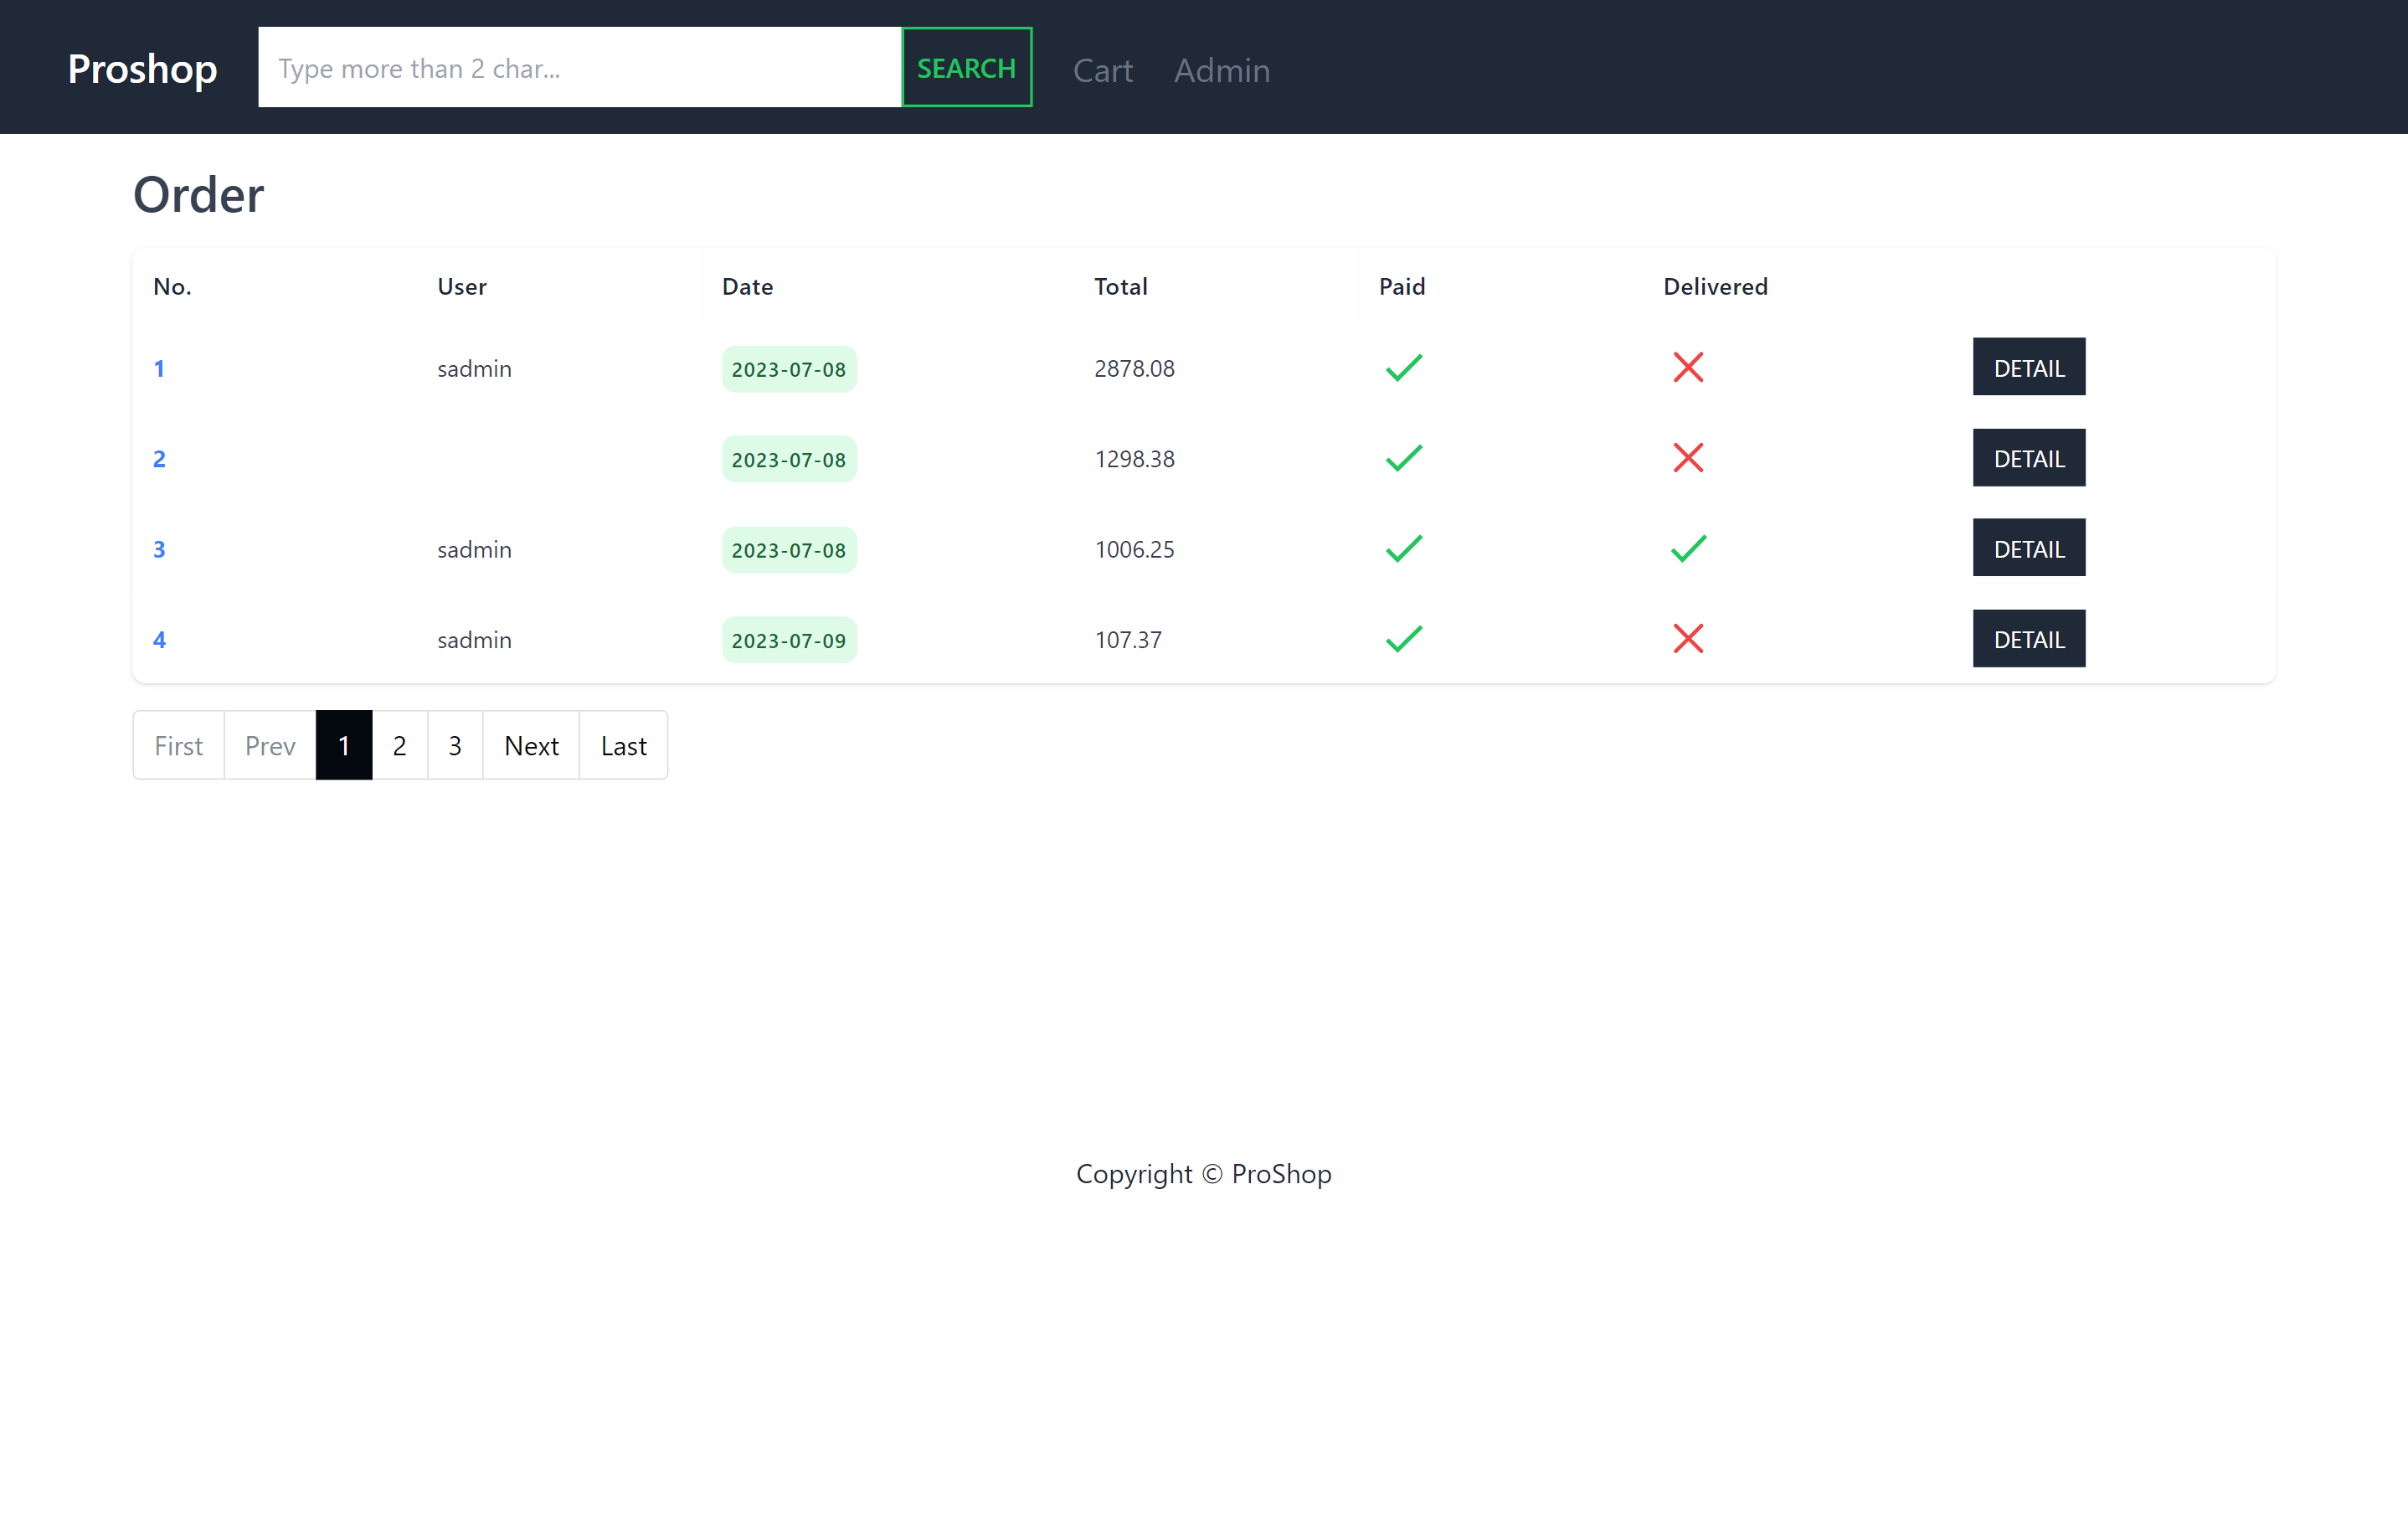 Proshop Type more than 2 char... SEARCH Cart Admin
Order
No. User Date Total Paid Delivered
1 sadmin 2023-07-08 2878.08 DETAIL
2 2023-07-08 1298.38 DETAIL
3 sadmin 2023-07-08 1006.25 DETAIL
4 sadmin 2023-07-09 107.37 DETAIL
First Prev 1 2 3 Next Last
Copyright © ProShop